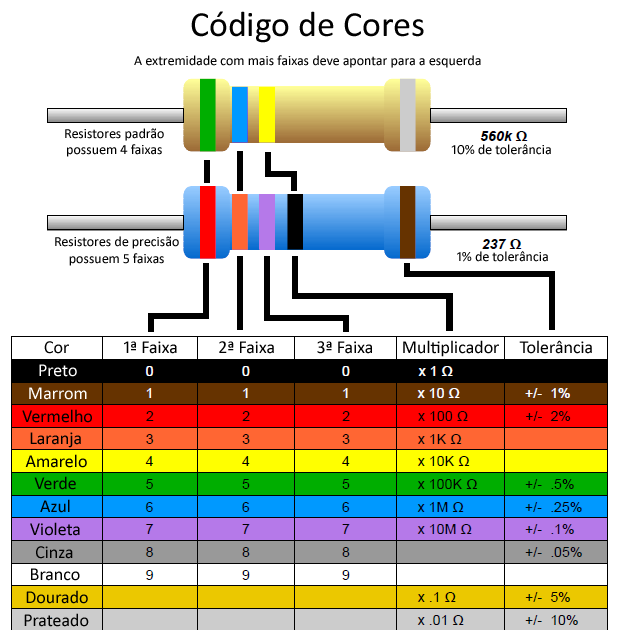 Código de Cores
A extremidade com mais faixas deve apontar para a esquerda
Resistores padrão
possuem 4 faixas
560k Ω
10% de tolerância
Resistores de precisão
possuem 5 faixas
237 Ω
1% de tolerância
Cor 1ª Faixa 2ª Faixa 3ª Faixa Multiplicador Tolerância
Preto 0 0 0 x 1 Ω
Marrom 1 1 1 x 10 Ω +/- 1%
Vermelho 2 2 2 x 100 Ω +/- 2%
Laranja 3 3 3 x 1K Ω
Amarelo 4 4 4 x 10K Ω
Verde 5 5 5 x 100K Ω +/- .5%
Azul 6 6 6 x 1M Ω +/- .25%
Violeta 7 7 7 x 10M Ω +/- .1%
Cinza 8 8 8 +/- .05%
Branco 9 9 9
Dourado x .1 Ω +/- 5%
Prateado x .01 Ω +/- 10%